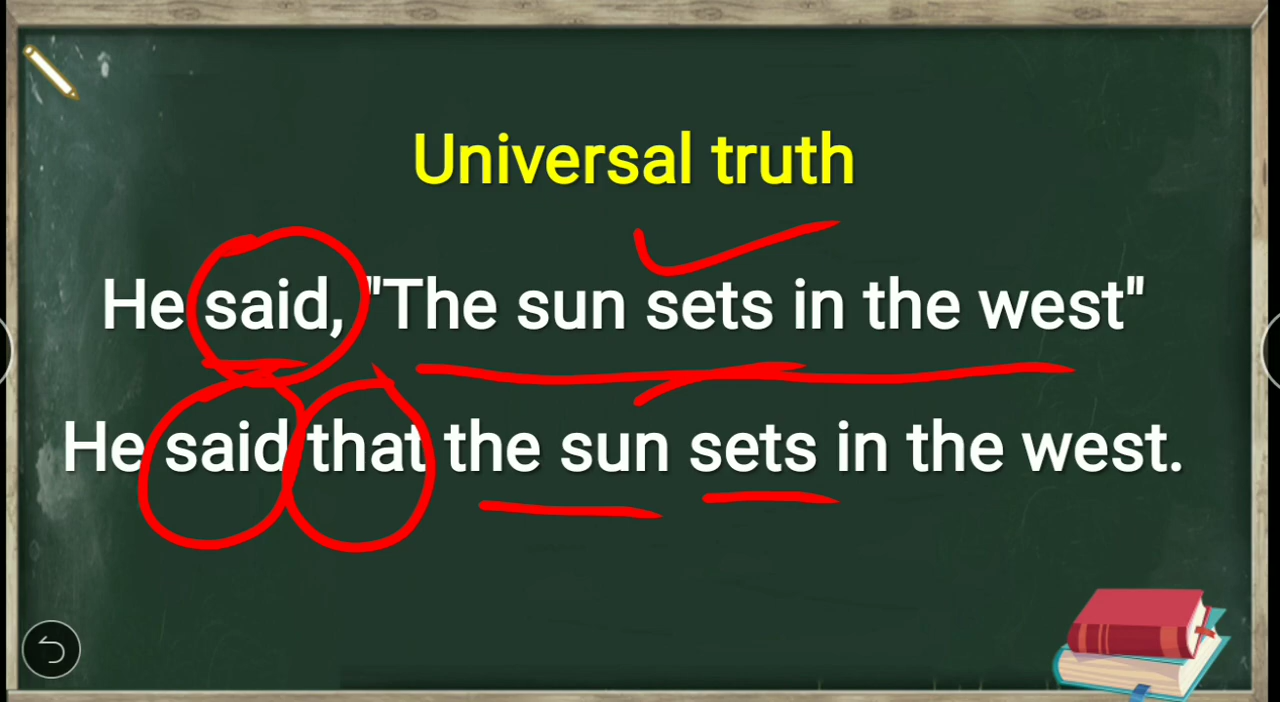 Universal truth
He said, "The sun sets in the west"
He said that the sun sets in the west.